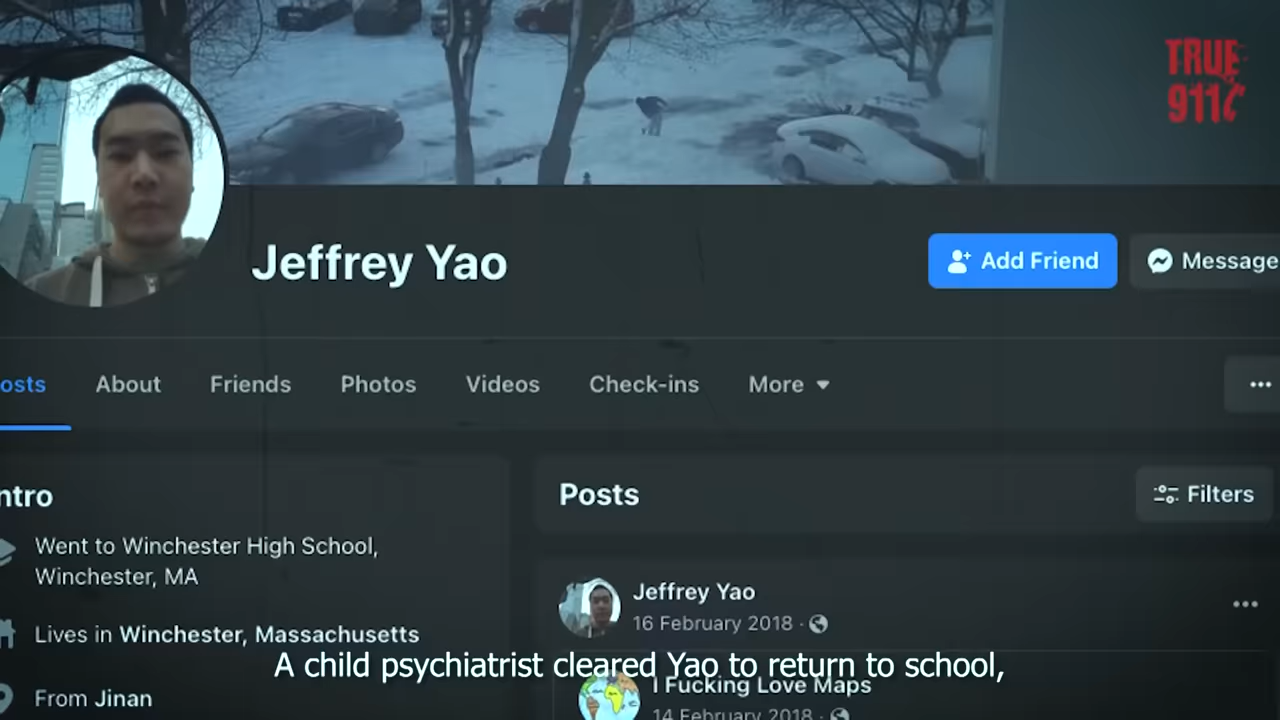 TRUE
911
Jeffrey Yao
Add Friend
Message
osts
About
Friends
Photos
Videos
Check-ins
More
ntro
Posts
Filters
Went to Winchester High School,
Winchester, MA
Jeffrey Yao
16 February 2018
Lives in Winchester, Massachusetts
A child psychiatrist cleared Yao to return to school,
I Fucking Love Maps
From Jinan
14 February 2018